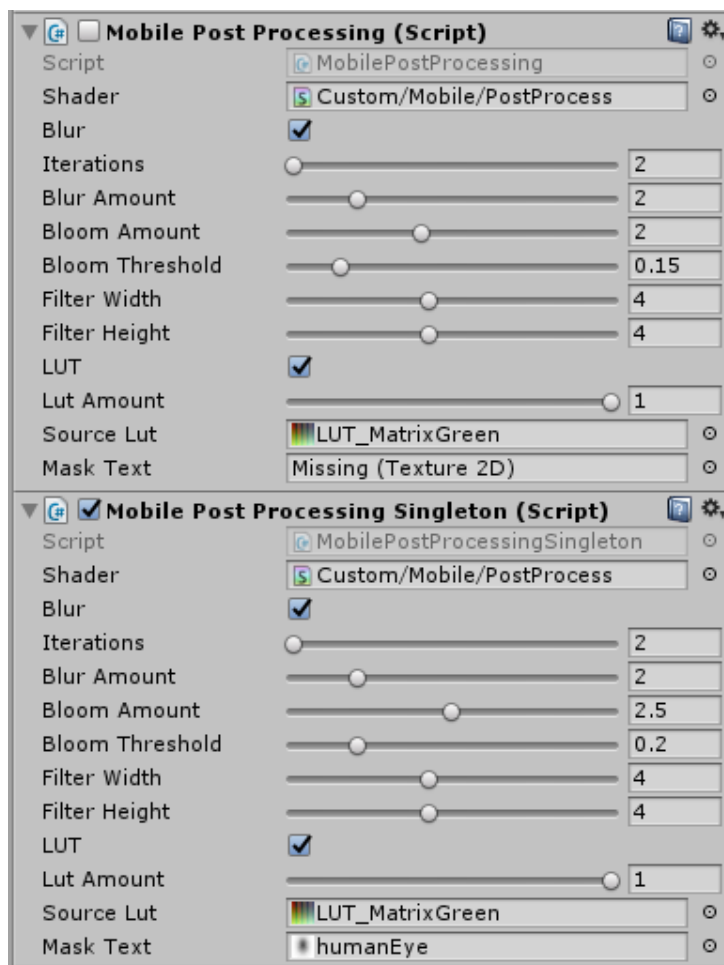 Mobile Post Processing (Script)
Script MobilePostProcessing
Shader Custom/Mobile/PostProcess
Blur
Iterations 2
Blur Amount 2
Bloom Amount 2
Bloom Threshold 0.15
Filter Width 4
Filter Height 4
LUT
Lut Amount 1
Source Lut LUT_MatrixGreen
Mask Text Missing (Texture 2D)
Mobile Post Processing Singleton (Script)
Script MobilePostProcessingSingleton
Shader Custom/Mobile/PostProcess
Blur
Iterations 2
Blur Amount 2
Bloom Amount 2.5
Bloom Threshold 0.2
Filter Width 4
Filter Height 4
LUT
Lut Amount 1
Source Lut LUT_MatrixGreen
Mask Text humanEye